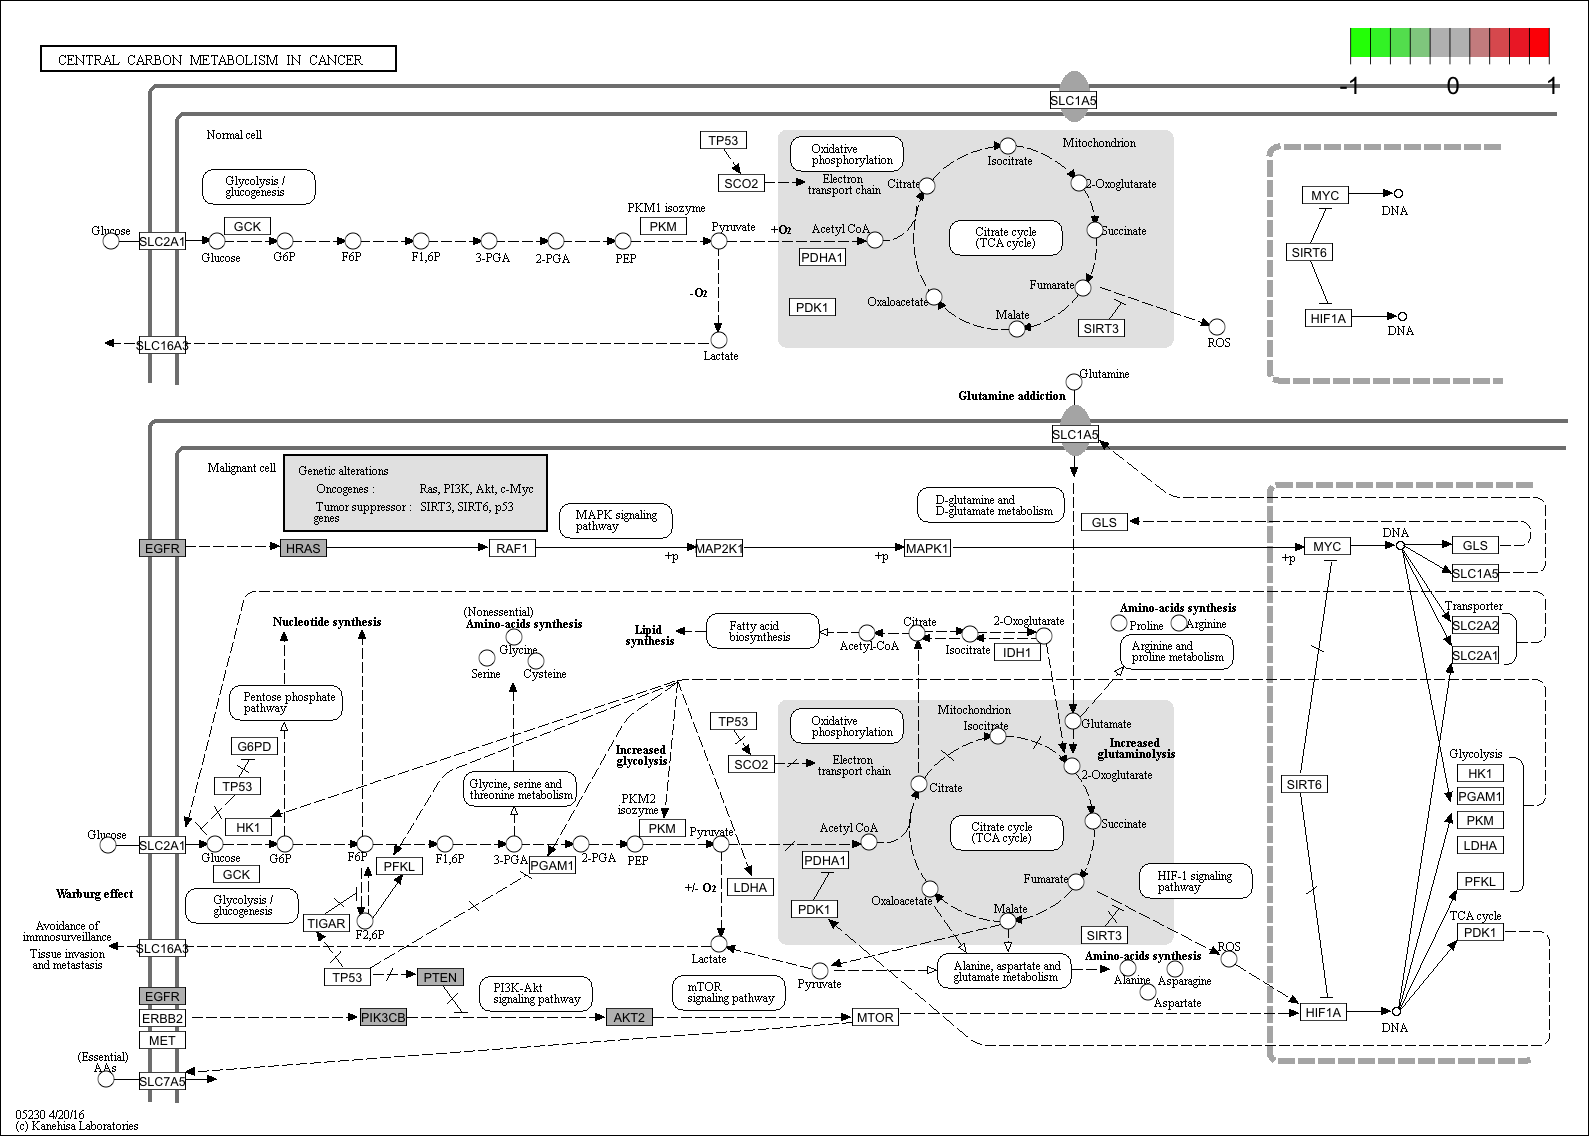 CENTRAL CARBON METABOLISM IN CANCER
-1 0 1
SLC1A5
Normal cell
Glycolysis /
glucogenesis
TP53
SCO2
Oxidative
phosphorylation
Electron
transport chain
Mitochondrion
Isocitrate
Citrate
2-Oxoglutarate
Succinate
Citrate cycle
(TCA cycle)
Fumarate
Malate
Oxaloacetate
SIRT3
ROS
Glucose
SLC2A1
Glucose
GCK
G6P
F6P
F1,6P
3-PGA
2-PGA
PEP
PKM1 isozyme
PKM
Pyruvate
+O2
Acetyl CoA
PDHA1
PDK1
-O2
Lactate
SLC16A3
MYC
DNA
SIRT6
HIF1A
DNA
Glutamine
Glutamine addiction
SLC1A5
Malignant cell
Genetic alterations
Oncogenes : Ras, PI3K, Akt, c-Myc
Tumor suppressor : SIRT3, SIRT6, p53
genes
MAPK signaling
pathway
D-glutamine and
D-glutamate metabolism
GLS
EGFR
HRAS
RAF1
+p
MAP2K1
+p
MAPK1
+p
MYC
DNA
GLS
SLC1A5
Transporter
SLC2A2
SLC2A1
Nucleotide synthesis
(Nonessential)
Amino-acids synthesis
Glycine
Serine
Cysteine
Lipid
synthesis
Fatty acid
biosynthesis
Acetyl-CoA
Citrate
Isocitrate
2-Oxoglutarate
IDH1
Amino-acids synthesis
Proline
Arginine
Arginine and
proline metabolism
Pentose phosphate
pathway
G6PD
TP53
HK1
Increased
glycolysis
Glycine, serine and
threonine metabolism
PKM2
isozyme
PKM
TP53
SCO2
Oxidative
phosphorylation
Electron
transport chain
Mitochondrion
Isocitrate
Glutamate
Increased
glutaminolysis
2-Oxoglutarate
Citrate
Succinate
Citrate cycle
(TCA cycle)
Fumarate
Malate
Oxaloacetate
SIRT3
Acetyl CoA
PDHA1
PDK1
Glucose
SLC2A1
Glucose
GCK
G6P
F6P
PFKL
F1,6P
3-PGA
PGAM1
2-PGA
PEP
Pyruvate
+/- O2
LDHA
Glycolysis /
glucogenesis
TIGAR
F2,6P
Warburg effect
Avoidance of
immnosurveillance
Tissue invasion
and metastasis
SLC16A3
Lactate
Pyruvate
Alanine, aspartate and
glutamate metabolism
Amino-acids synthesis
Alanine
Asparagine
Aspartate
HIF-1 signaling
pathway
ROS
SIRT6
Glycolysis
HK1
PGAM1
PKM
LDHA
PFKL
TCA cycle
PDK1
TP53
PTEN
PI3K-Akt
signaling pathway
mTOR
signaling pathway
EGFR
ERBB2
MET
PIK3CB
AKT2
MTOR
HIF1A
DNA
(Essential)
AAs
SLC7A5
05230 4/20/16
(c) Kanehisa Laboratories